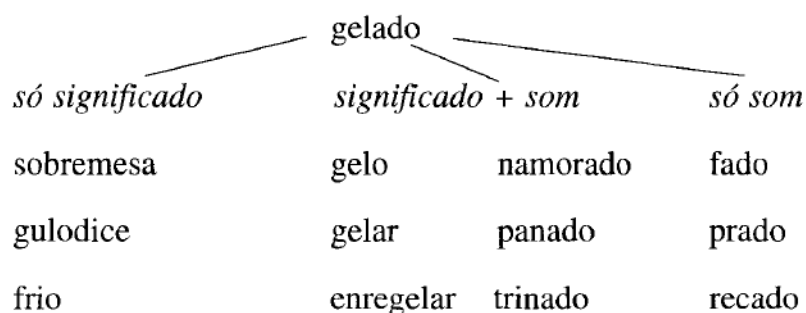 gelado
só significado significado + som só som
sobremesa gelo namorado fado
gulodice gelar panado prado
frio enregelar trinado recado